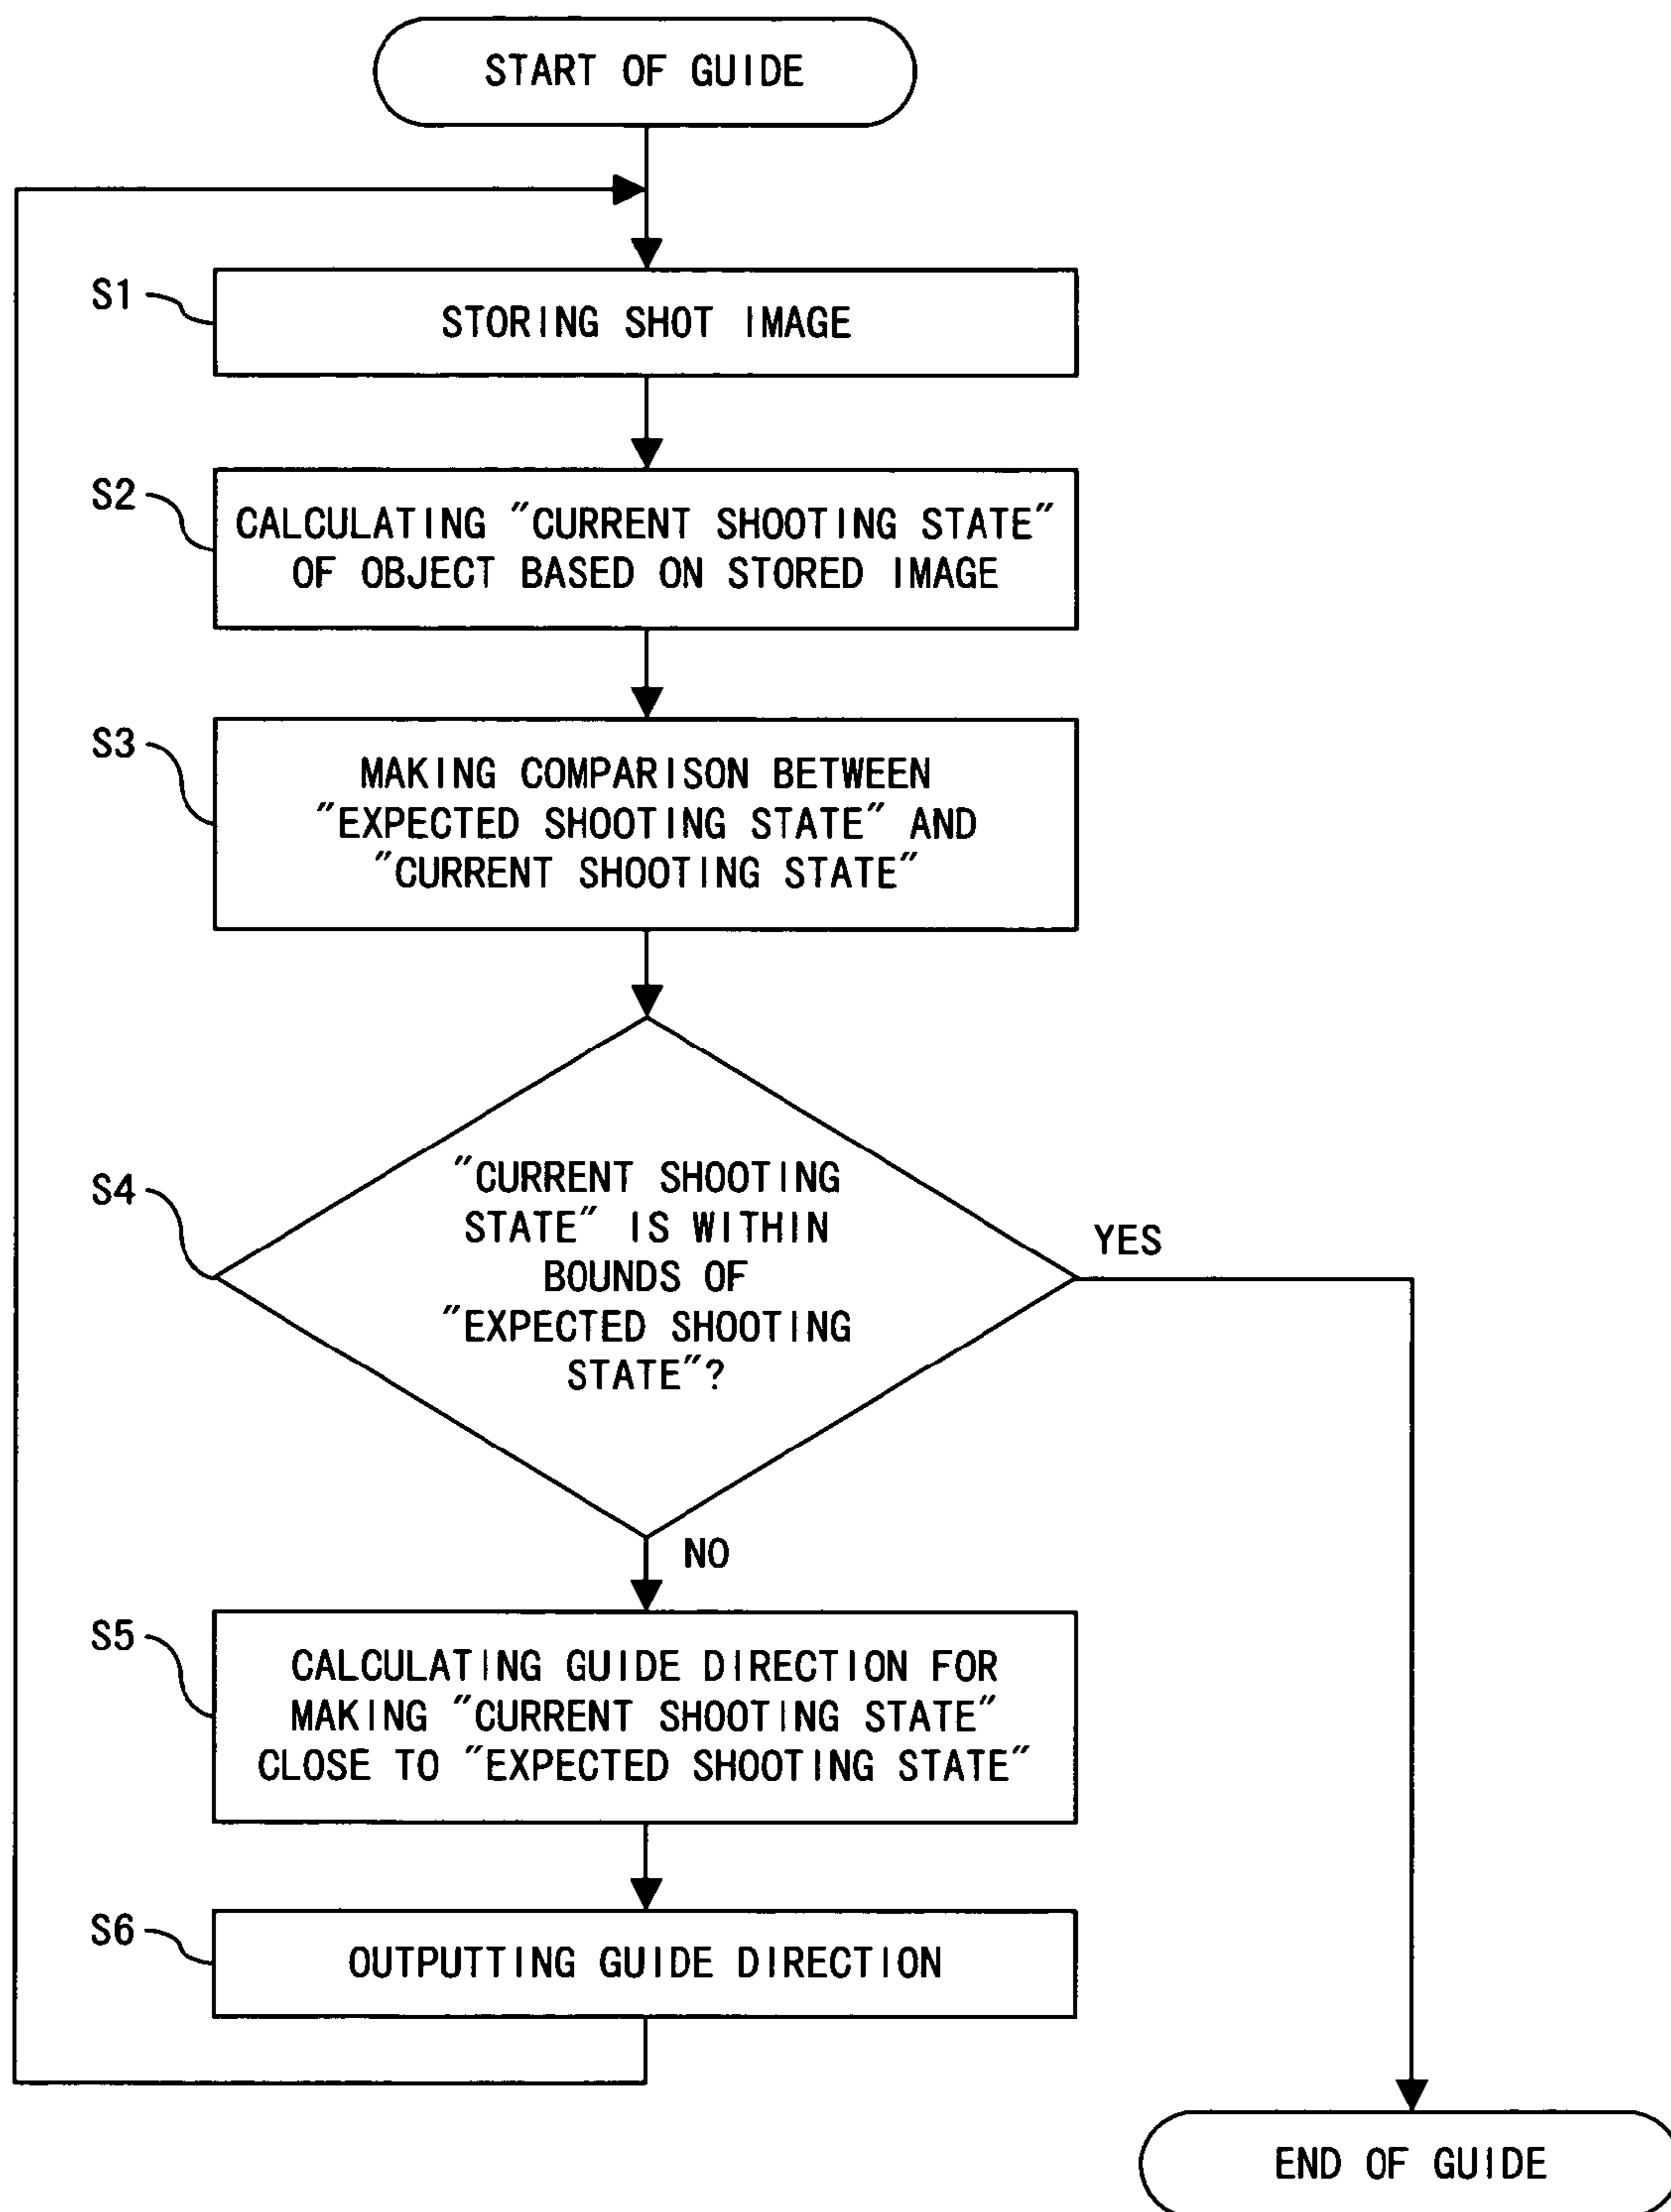 START OF GUIDE
S1
STORING SHOT IMAGE
S2
CALCULATING "CURRENT SHOOTING STATE"
OF OBJECT BASED ON STORED IMAGE
S3
MAKING COMPARISON BETWEEN
"EXPECTED SHOOTING STATE" AND
"CURRENT SHOOTING STATE"
S4
"CURRENT SHOOTING
STATE" IS WITHIN
BOUNDS OF
"EXPECTED SHOOTING
STATE"?
YES
NO
S5
CALCULATING GUIDE DIRECTION FOR
MAKING "CURRENT SHOOTING STATE"
CLOSE TO "EXPECTED SHOOTING STATE"
S6
OUTPUTTING GUIDE DIRECTION
END OF GUIDE